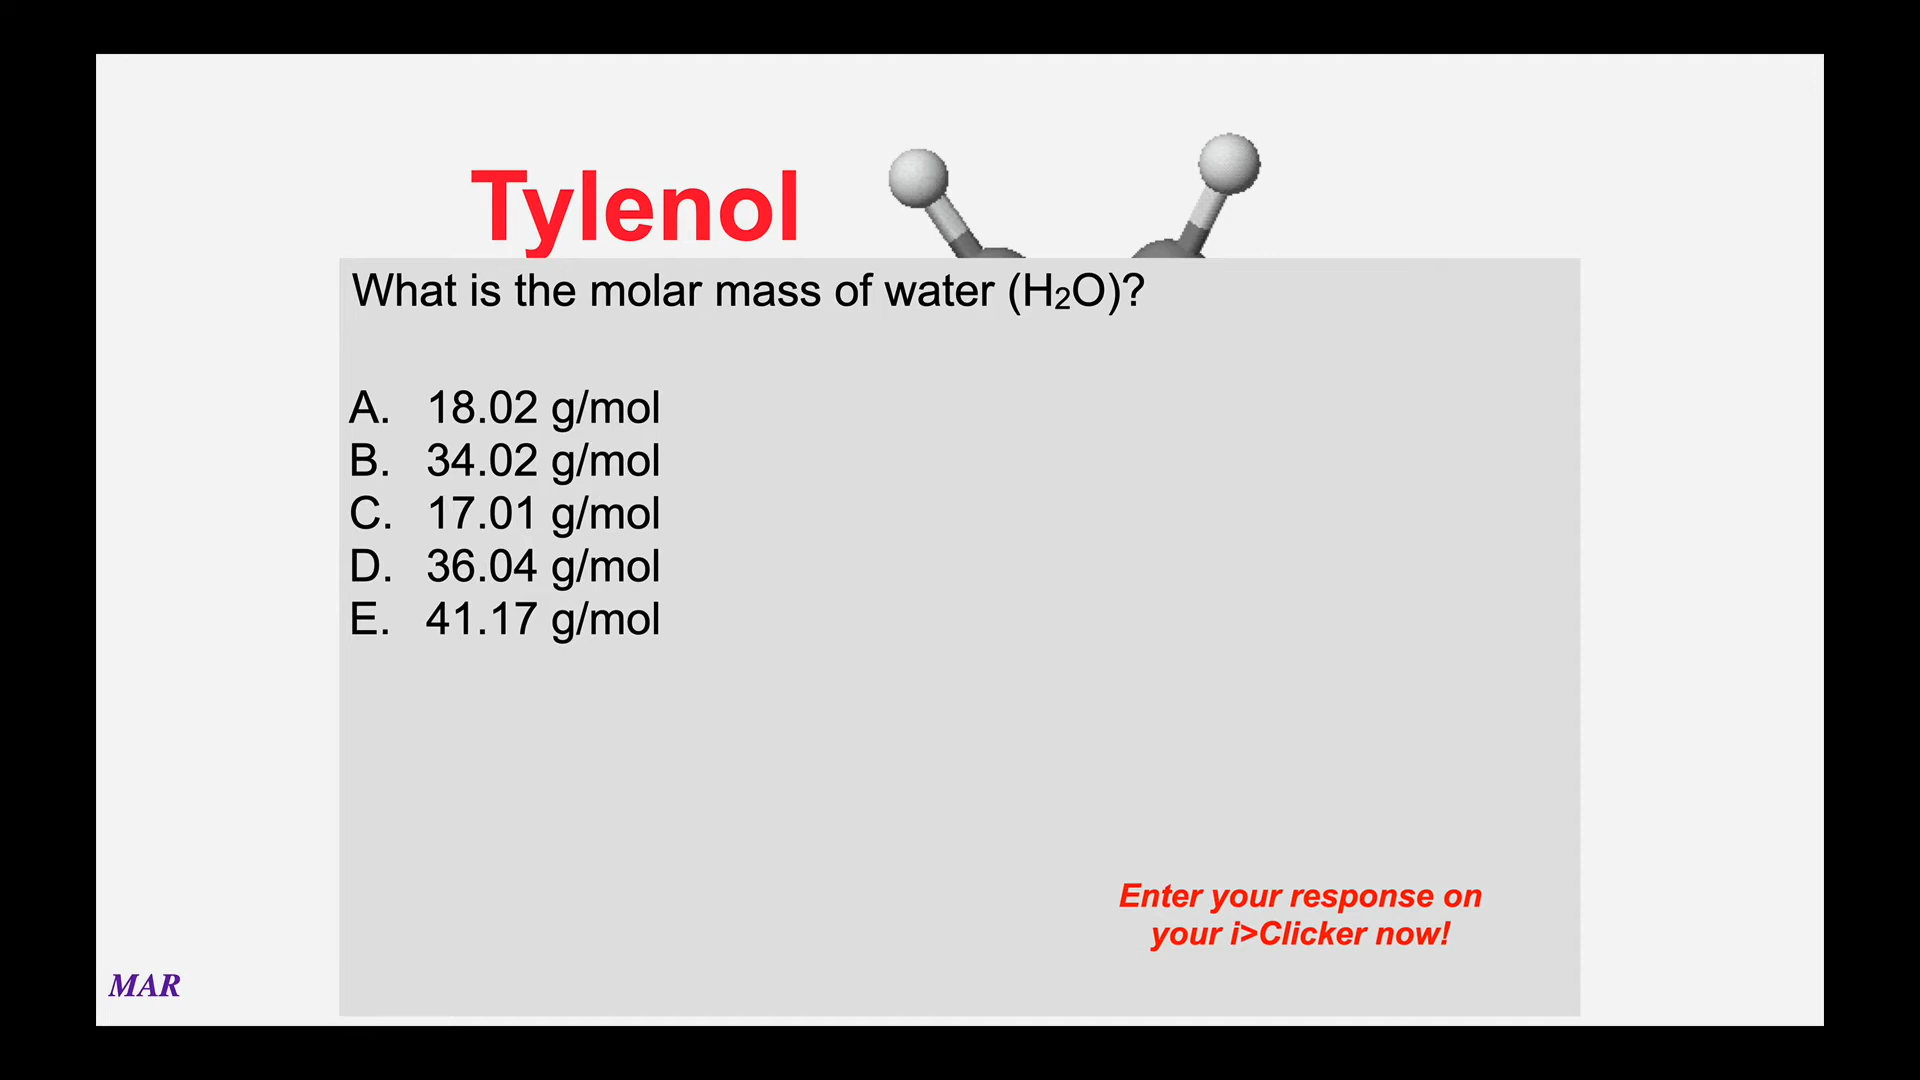 Tylenol
What is the molar mass of water (H₂O)?
A. 18.02 g/mol
B. 34.02 g/mol
C. 17.01 g/mol
D. 36.04 g/mol
E. 41.17 g/mol
Enter your response on
your i>Clicker now!
MAR